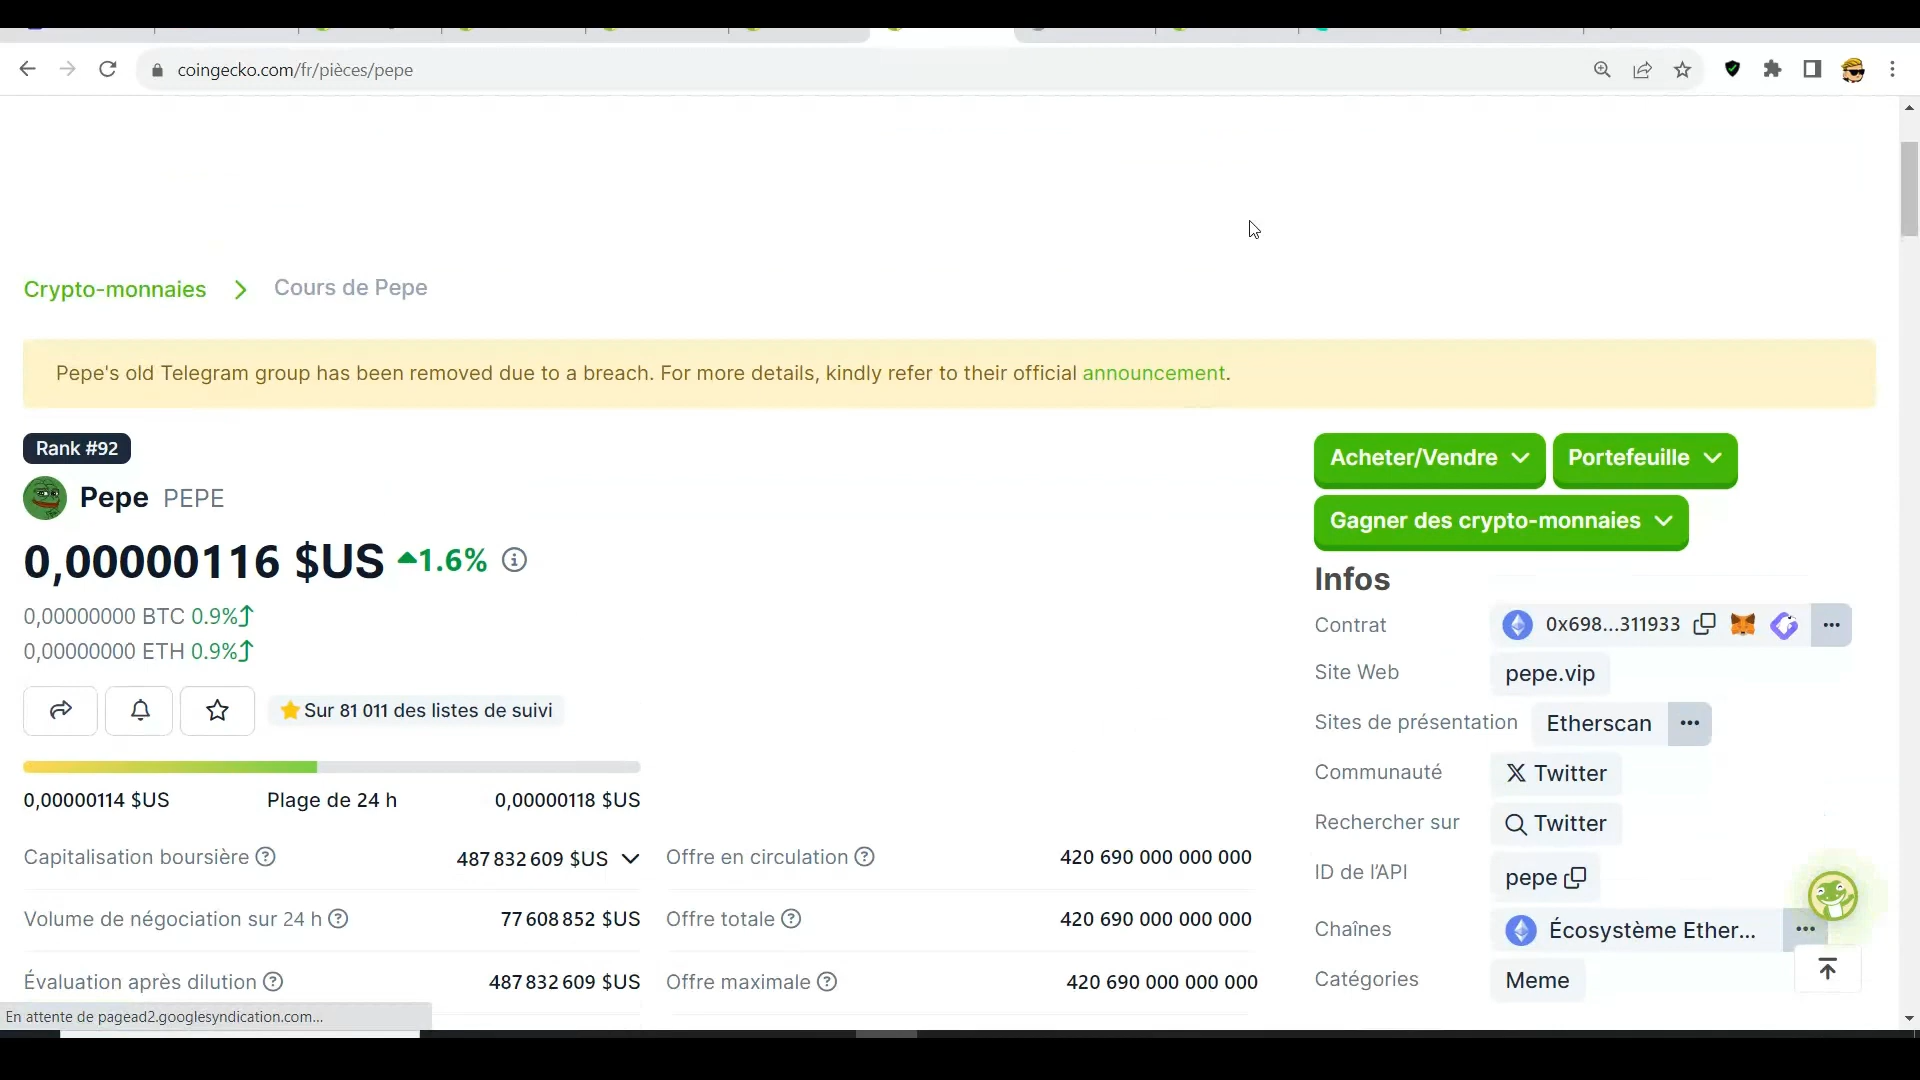 coingecko.com/fr/pièces/pepe
Crypto-monnaies
Cours de Pepe
Pepe's old Telegram group has been removed due to a breach. For more details, kindly refer to their official announcement.
Rank #92
Pepe PEPE
0,00000116 $US 1.6%
0,00000000 BTC 0.9%
0,00000000 ETH 0.9%
Sur 81 011 des listes de suivi
0,00000114 $US Plage de 24 h 0,00000118 $US
Capitalisation boursière 487 832 609 $US
Volume de négociation sur 24 h 77 608 852 $US
Évaluation après dilution 487 832 609 $US
Offre en circulation 420 690 000 000 000
Offre totale 420 690 000 000 000
Offre maximale 420 690 000 000 000
Acheter/Vendre
Portefeuille
Gagner des crypto-monnaies
Infos
Contrat 0x698...311933
Site Web pepe.vip
Sites de présentation Etherscan
Communauté Twitter
Rechercher sur Twitter
ID de l'API pepe
Chaînes Écosystème Ether...
Catégories Meme
En attente de pagead2.googlesyndication.com...